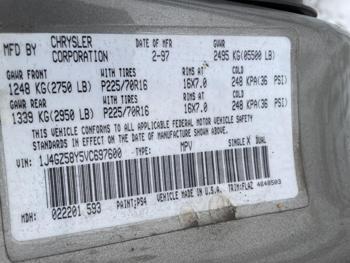 MFD BY CHRYSLER DATE OF MFR GVWR
CORPORATION 2-97 2495 KG(05500 LB)
GAWR FRONT WITH TIRES RIMS AT COLD
1248 KG(2750 LB) P225/70R16 16X7.0 248 KPA(36 PSI)
GAWR REAR WITH TIRES RIMS AT COLD
1339 KG(2950 LB) P225/70R16 16X7.0 248 KPA(36 PSI)
THIS VEHICLE CONFORMS TO ALL APPLICABLE FEDERAL MOTOR VEHICLE SAFETY
STANDARDS IN EFFECT ON THE DATE OF MANUFACTURE SHOWN ABOVE.
VIN: 1J4GZ58Y5VC697600 TYPE: MPV SINGLE X DUAL
VEHICLE MADE IN U.S.A.
MDH: 022201 593 PAINT: PS4 TRIM: FLAZ 4648503